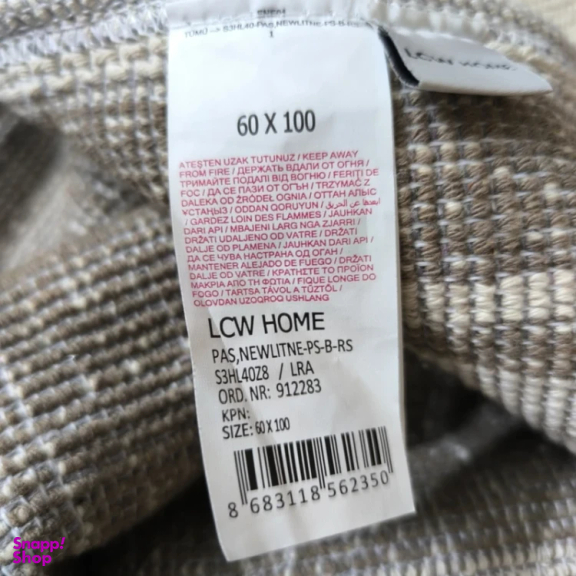 LCW HOME
1
60 X 100
ATEŞTEN UZAK TUTUNUZ / KEEP AWAY
FROM FIRE / ДЕРЖАТЬ ВДАЛИ ОТ ОГНЯ /
ТРИМАЙТЕ ПОДАЛІ ВІД ВОГНЮ / FERIȚI DE
FOC / ДА СЕ ПАЗИ ОТ ОГЪН / TRZYMAĆ Z
DALEKA OD ŹRÓDEŁ OGNIA / ОТТАН АЛЫС
ҰСТАҢЫЗ / ODDAN QORUYUN / ابعدها عن الحريق
/ GARDEZ LOIN DES FLAMMES / JAUHKAN
DARI API / MBAJENI LARG NGA ZJARRI /
DRŽATI UDALJENO OD VATRE / DRŽATI
DALJE OD PLAMENA / JAUHKAN DARI API /
ДА СЕ ЧУВА НАСТРАНА ОД ОГАН /
MANTENER ALEJADO DE FUEGO / DRŽATI
DALJE OD VATRE / ΚΡΑΤΗΣΤΕ ΤΟ ΠΡΟΪΟΝ
ΜΑΚΡΙΑ ΑΠΟ ΤΗ ΦΩΤΙΑ / FIQUE LONGE DO
FOGO / TARTSA TÁVOL A TŰZTŐL /
OLOVDAN UZOQROQ USHLANG
LCW HOME
PAS,NEWLITNE-PS-B-RS
S3HL40Z8 / LRA
ORD. NR: 912283
KPN:
SIZE: 60 X 100
8 683118 562350
Snapp!
Shop